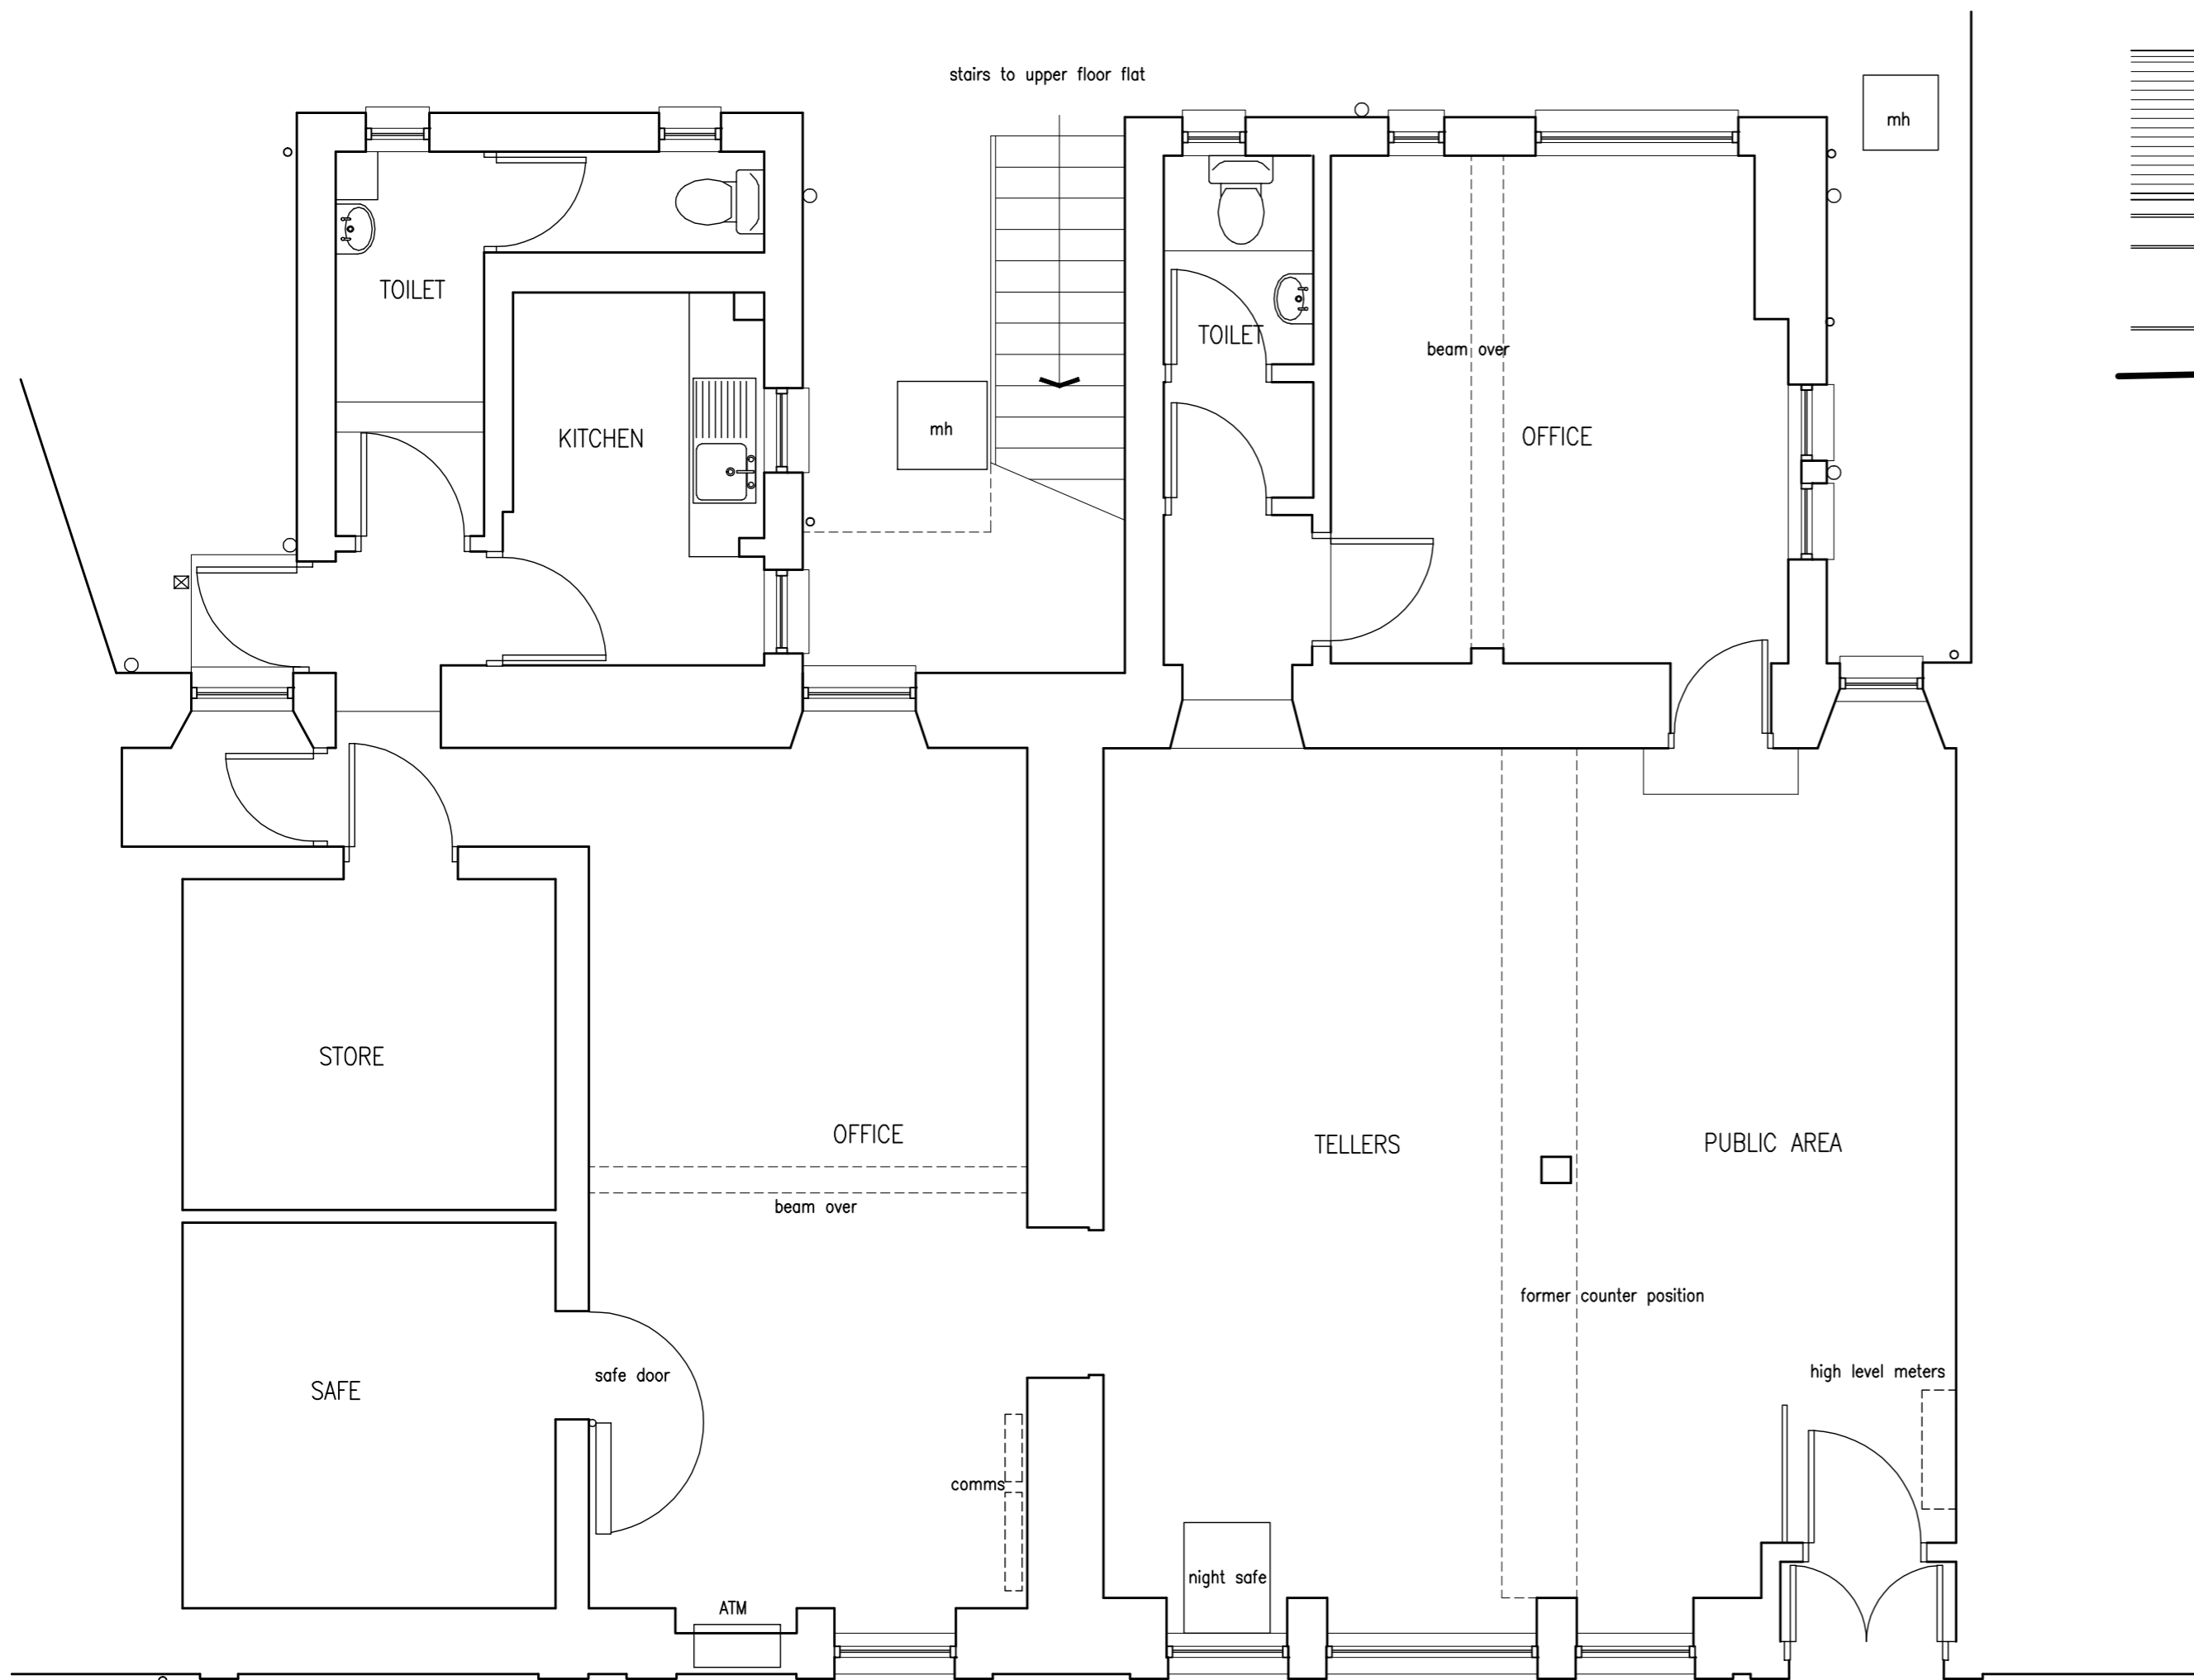 stairs to upper floor flat
mh
TOILET
TOILET
beam over
mh
KITCHEN
OFFICE
STORE
OFFICE
TELLERS
PUBLIC AREA
beam over
former counter position
safe door
high level meters
SAFE
comms
night safe
ATM